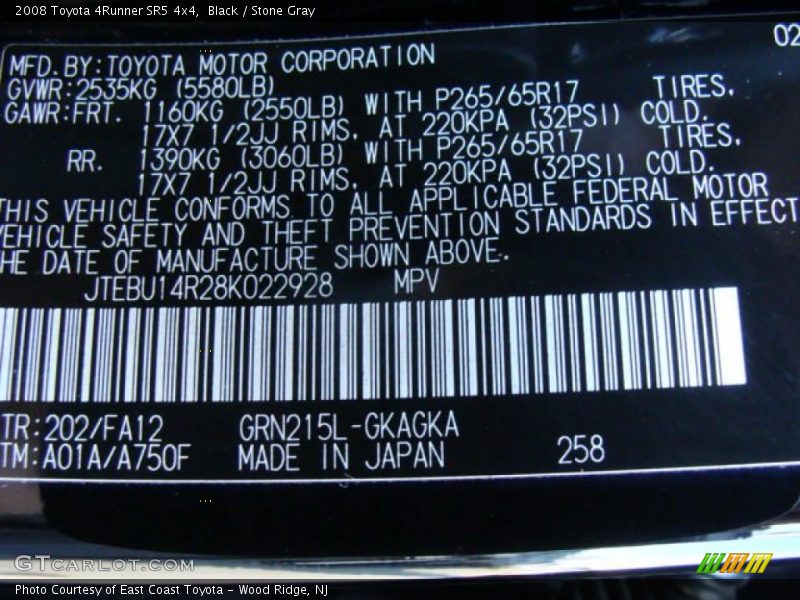 2008 Toyota 4Runner SR5 4x4,  Black / Stone Gray
02
MFD.BY:TOYOTA MOTOR CORPORATION
GVWR:2535KG (5580LB)
GAWR:FRT. 1160KG (2550LB) WITH P265/65R17 TIRES,
17X7 1/2JJ RIMS, AT 220KPA (32PSI) COLD.
RR. 1390KG (3060LB) WITH P265/65R17 TIRES,
17X7 1/2JJ RIMS, AT 220KPA (32PSI) COLD.
THIS VEHICLE CONFORMS TO ALL APPLICABLE FEDERAL MOTOR
VEHICLE SAFETY AND THEFT PREVENTION STANDARDS IN EFFECT
HE DATE OF MANUFACTURE SHOWN ABOVE.
JTEBU14R28K022928 MPV
TR:202/FA12 GRN215L-GKAGKA
TM:A01A/A750F MADE IN JAPAN 258
GTCARLOT.COM
Photo Courtesy of East Coast Toyota - Wood Ridge, NJ